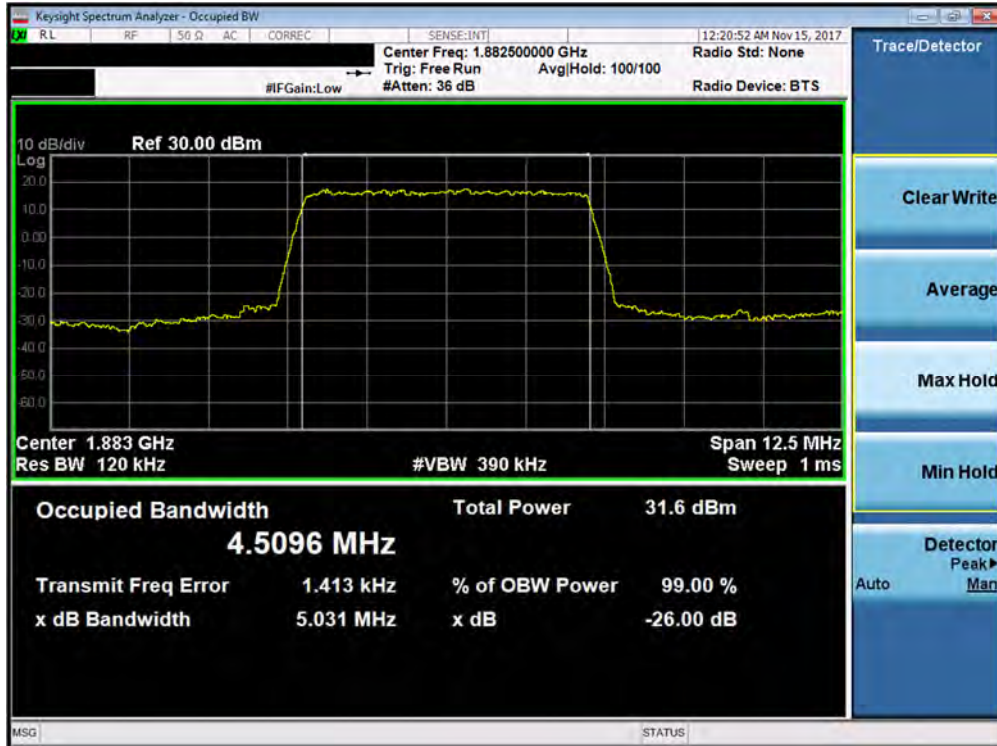 Keysight Spectrum Analyzer - Occupied BW
LXI RL RF 50 Ω AC CORREC SENSE:INT 12:20:52 AM Nov 15, 2017
Center Freq: 1.882500000 GHz Radio Std: None
Trig: Free Run Avg|Hold: 100/100
#IFGain:Low #Atten: 36 dB Radio Device: BTS
Trace/Detector
10 dB/div Ref 30.00 dBm
Log
20.0
10.0
0.00
-10.0
-20.0
-30.0
-40.0
-50.0
-60.0
Center 1.883 GHz Span 12.5 MHz
Res BW 120 kHz #VBW 390 kHz Sweep 1 ms
Occupied Bandwidth Total Power 31.6 dBm
4.5096 MHz
Transmit Freq Error 1.413 kHz % of OBW Power 99.00 %
x dB Bandwidth 5.031 MHz x dB -26.00 dB
Clear Write
Average
Max Hold
Min Hold
Detector
Peak▶
Auto Man
MSG STATUS